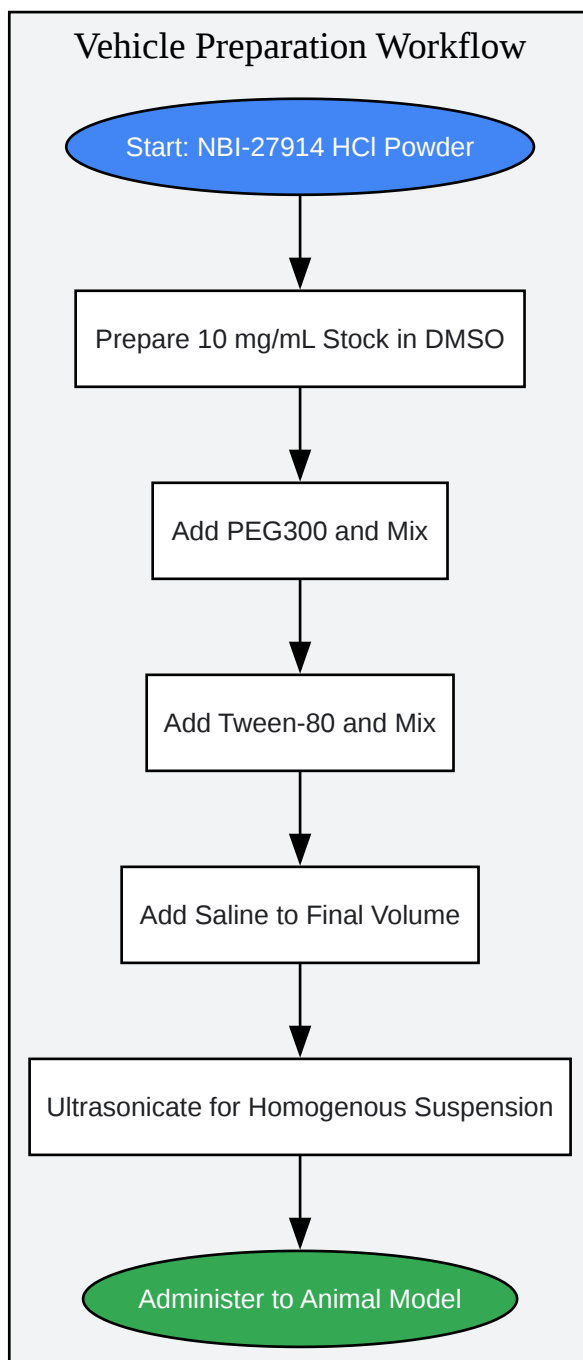 Vehicle Preparation Workflow
Start: NBI-27914 HCl Powder
Prepare 10 mg/mL Stock in DMSO
Add PEG300 and Mix
Add Tween-80 and Mix
Add Saline to Final Volume
Ultrasonicate for Homogenous Suspension
Administer to Animal Model